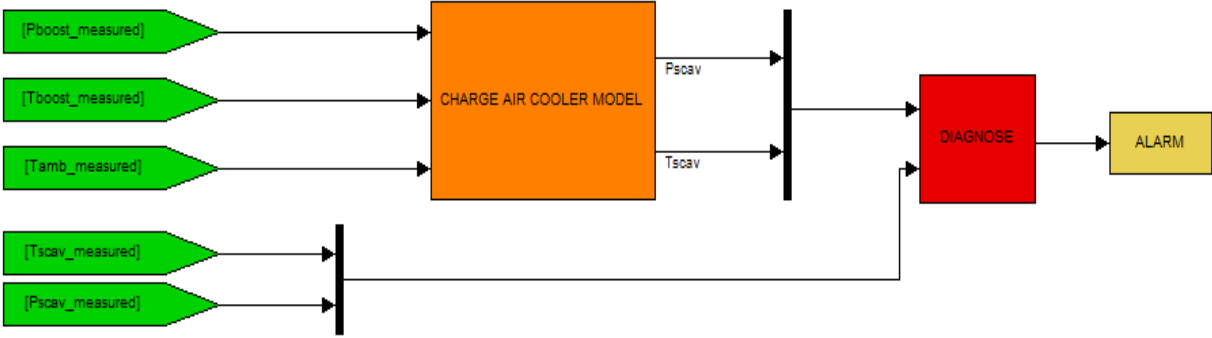 [Pboost_measured]
[Tboost_measured]
[Tamb_measured]
CHARGE AIR COOLER MODEL
Pscav
Tscav
DIAGNOSE
ALARM
[Tscav_measured]
[Pscav_measured]